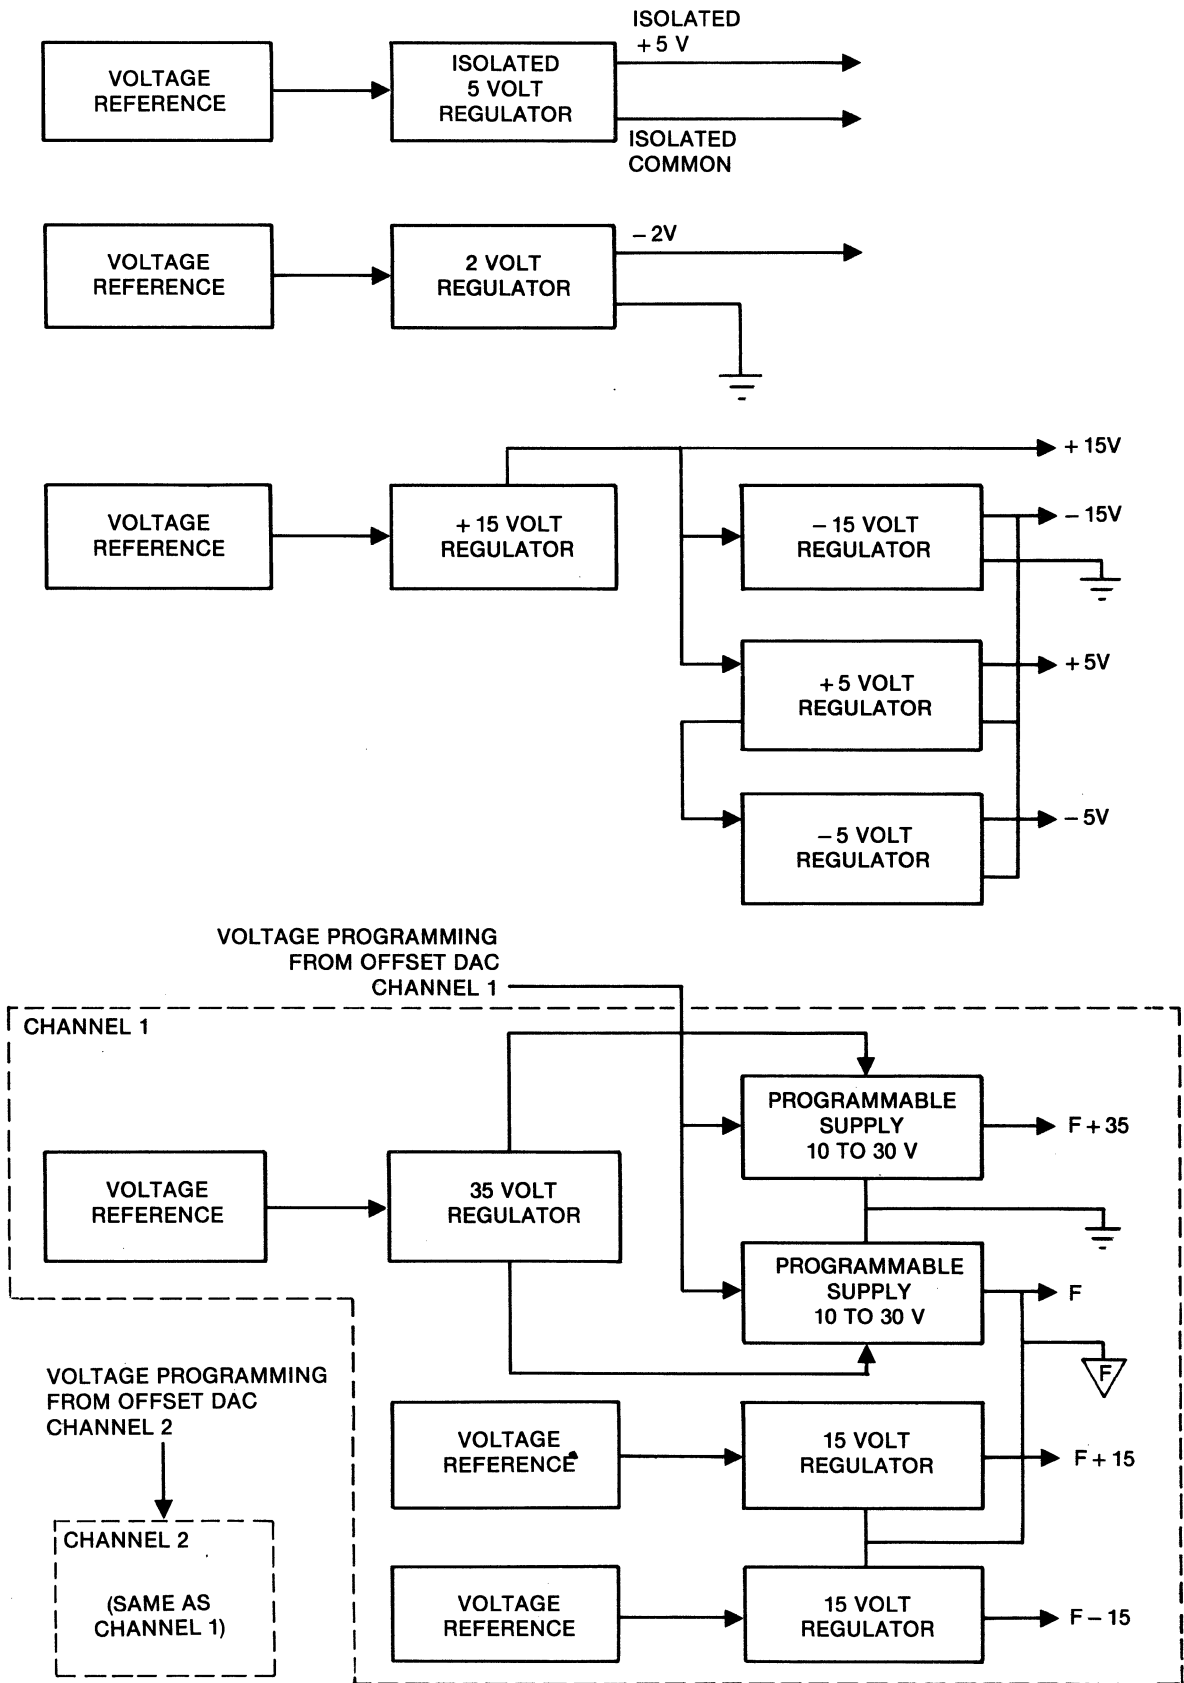 VOLTAGE
REFERENCE
ISOLATED
5 VOLT
REGULATOR
ISOLATED
+ 5 V
ISOLATED
COMMON
VOLTAGE
REFERENCE
2 VOLT
REGULATOR
– 2V
VOLTAGE
REFERENCE
+ 15 VOLT
REGULATOR
+ 15V
– 15 VOLT
REGULATOR
– 15V
+ 5 VOLT
REGULATOR
+ 5V
– 5 VOLT
REGULATOR
– 5V
VOLTAGE PROGRAMMING
FROM OFFSET DAC
CHANNEL 1
CHANNEL 1
VOLTAGE
REFERENCE
35 VOLT
REGULATOR
PROGRAMMABLE
SUPPLY
10 TO 30 V
F + 35
PROGRAMMABLE
SUPPLY
10 TO 30 V
F
F
VOLTAGE
REFERENCE
15 VOLT
REGULATOR
F + 15
VOLTAGE
REFERENCE
15 VOLT
REGULATOR
F – 15
VOLTAGE PROGRAMMING
FROM OFFSET DAC
CHANNEL 2
CHANNEL 2
(SAME AS
CHANNEL 1)